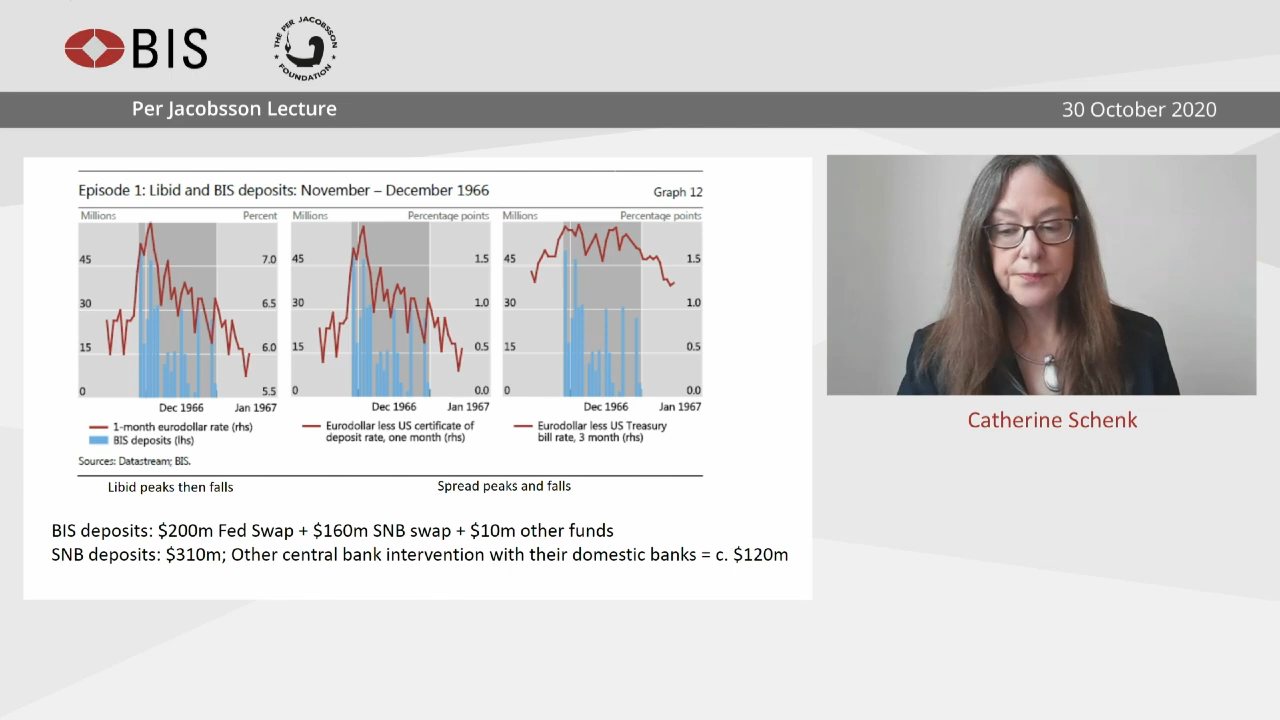 BIS
THE PER JACOBSSON
FOUNDATION
Per Jacobsson Lecture
30 October 2020
Episode 1: Libid and BIS deposits: November – December 1966
Graph 12
Millions
Percent
Millions
Percentage points
Millions
Percentage points
45
7.0
45
1.5
45
1.5
30
6.5
30
1.0
30
1.0
15
6.0
15
0.5
15
0.5
0
5.5
0
0.0
0
0.0
Dec 1966
Jan 1967
Dec 1966
Jan 1967
Dec 1966
Jan 1967
1-month eurodollar rate (rhs)
BIS deposits (lhs)
Eurodollar less US certificate of
deposit rate, one month (rhs)
Eurodollar less US Treasury
bill rate, 3 month (rhs)
Sources: Datastream; BIS.
Libid peaks then falls
Spread peaks and falls
BIS deposits: $200m Fed Swap + $160m SNB swap + $10m other funds
SNB deposits: $310m; Other central bank intervention with their domestic banks = c. $120m
Catherine Schenk